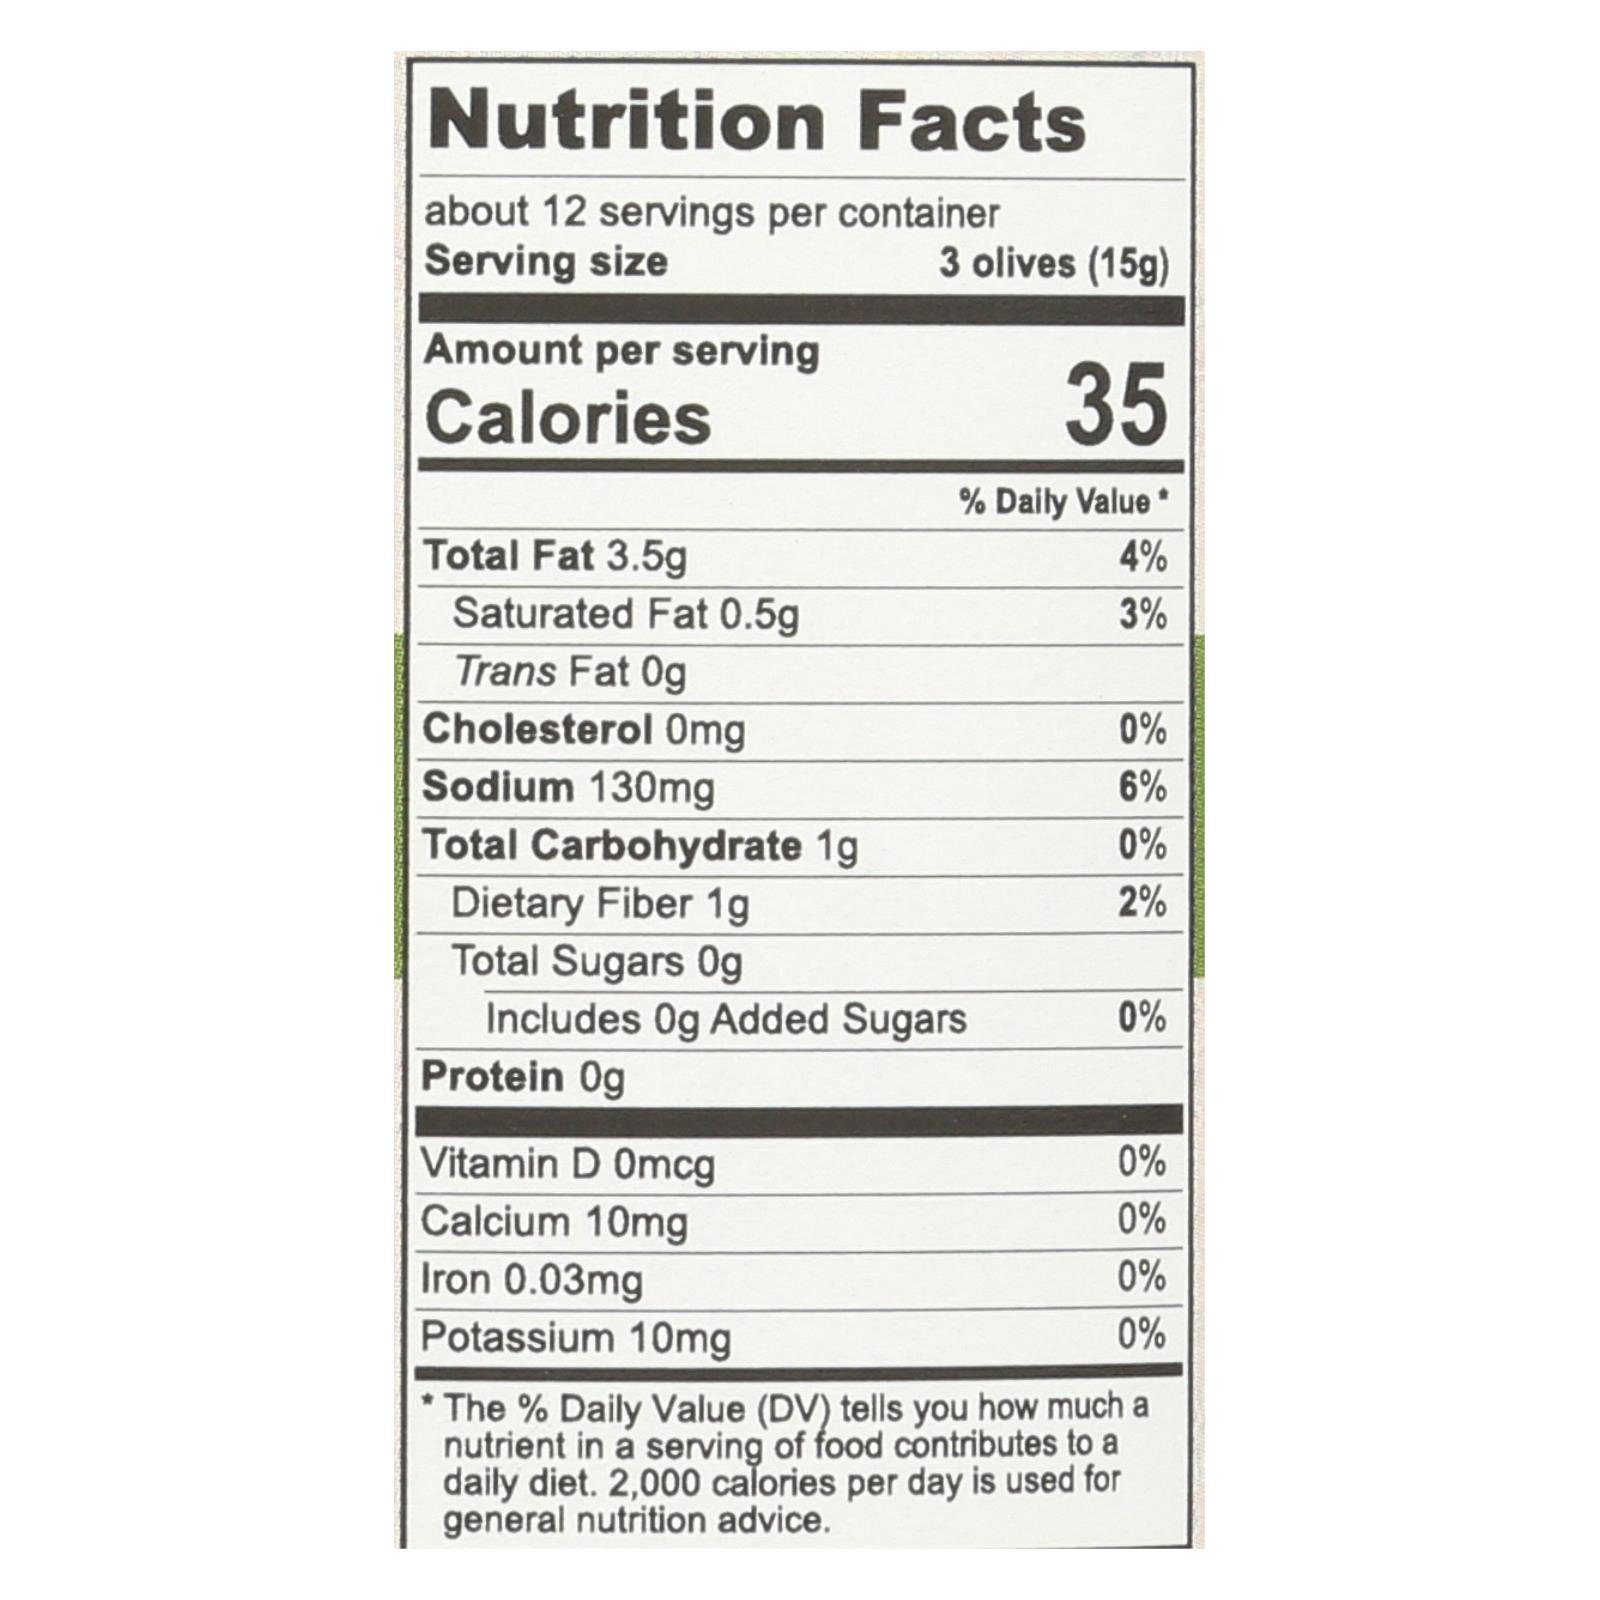 Nutrition Facts
about 12 servings per container
Serving size 3 olives (15g)
Amount per serving
Calories 35
% Daily Value *
Total Fat 3.5g 4%
Saturated Fat 0.5g 3%
Trans Fat 0g
Cholesterol 0mg 0%
Sodium 130mg 6%
Total Carbohydrate 1g 0%
Dietary Fiber 1g 2%
Total Sugars 0g
Includes 0g Added Sugars 0%
Protein 0g
Vitamin D 0mcg 0%
Calcium 10mg 0%
Iron 0.03mg 0%
Potassium 10mg 0%
* The % Daily Value (DV) tells you how much a
nutrient in a serving of food contributes to a
daily diet. 2,000 calories per day is used for
general nutrition advice.